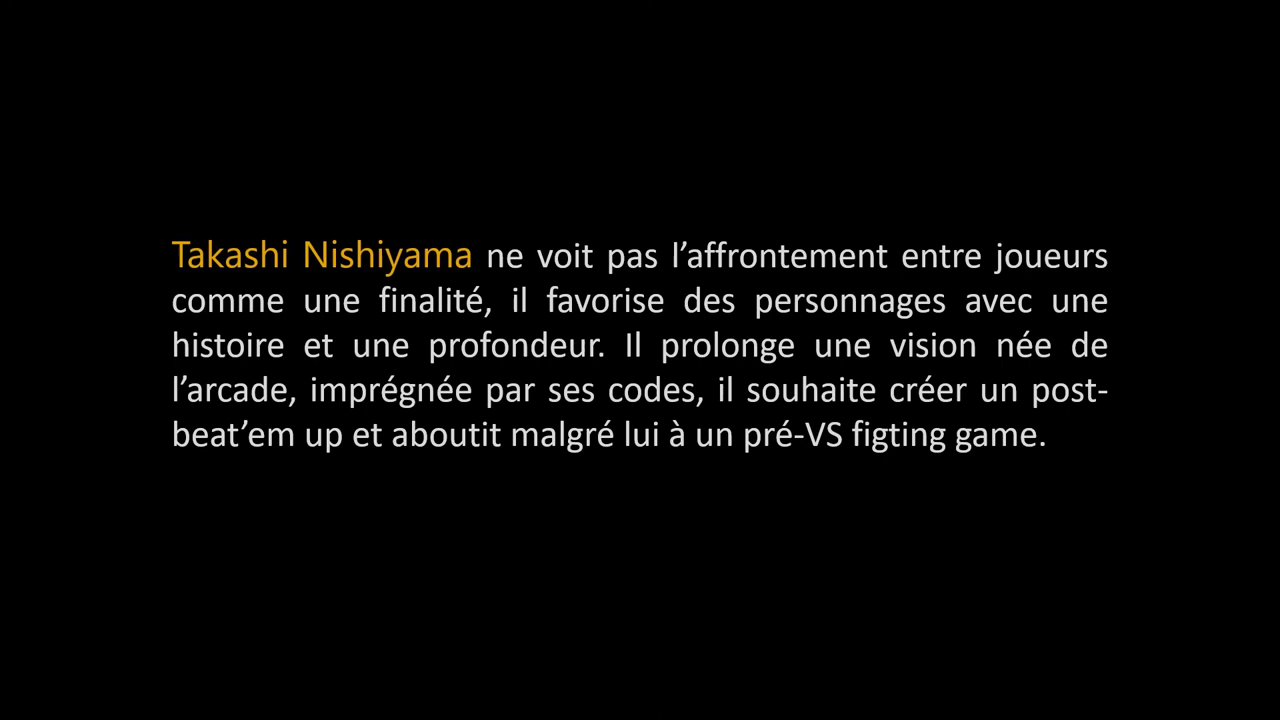 Takashi Nishiyama ne voit pas l’affrontement entre joueurs
comme une finalité, il favorise des personnages avec une
histoire et une profondeur. Il prolonge une vision née de
l’arcade, imprégnée par ses codes, il souhaite créer un post-
beat’em up et aboutit malgré lui à un pré-VS figting game.